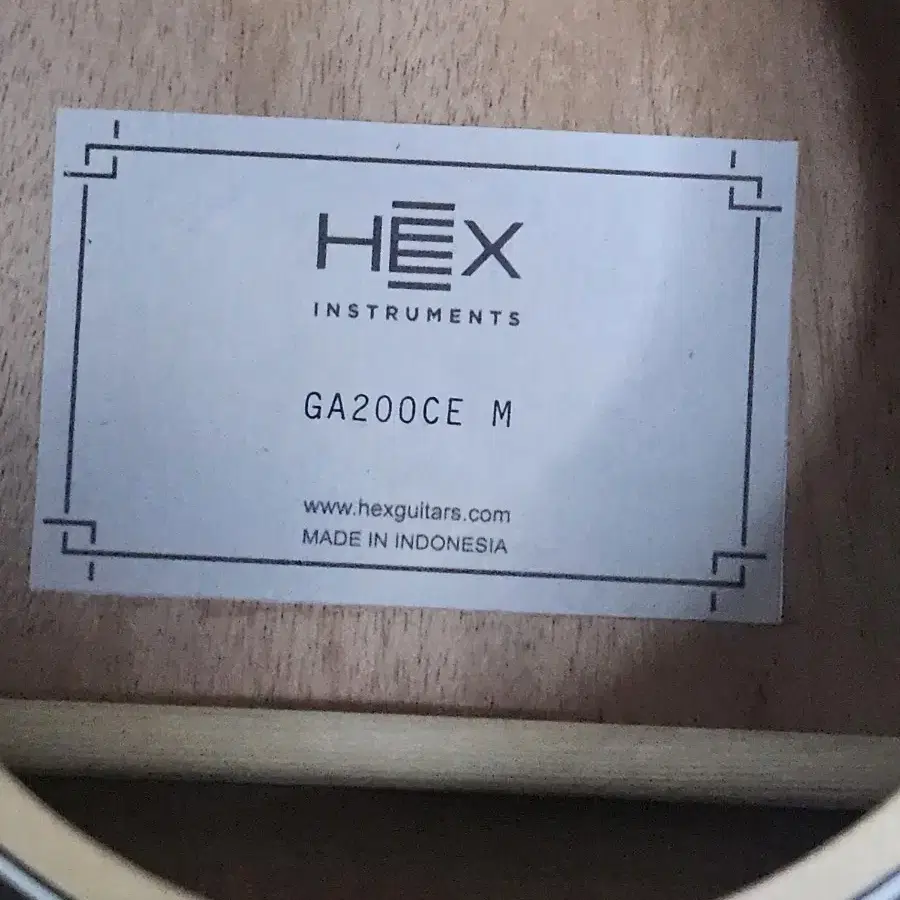 HEX
INSTRUMENTS
GA200CE M
www.hexguitars.com
MADE IN INDONESIA